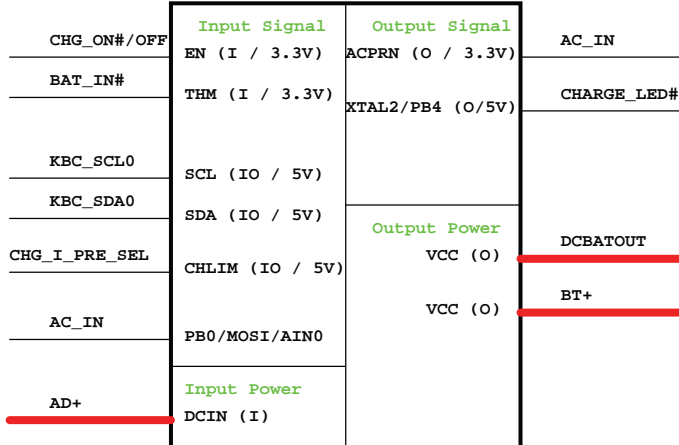 CHG_ON#/OFF
BAT_IN#
KBC_SCL0
KBC_SDA0
CHG_I_PRE_SEL
AC_IN
AD+
Input Signal
EN (I / 3.3V)
THM (I / 3.3V)
SCL (IO / 5V)
SDA (IO / 5V)
CHLIM (IO / 5V)
PB0/MOSI/AIN0
Input Power
DCIN (I)
Output Signal
ACPRN (O / 3.3V)
XTAL2/PB4 (O/5V)
Output Power
VCC (O)
VCC (O)
AC_IN
CHARGE_LED#
DCBATOUT
BT+